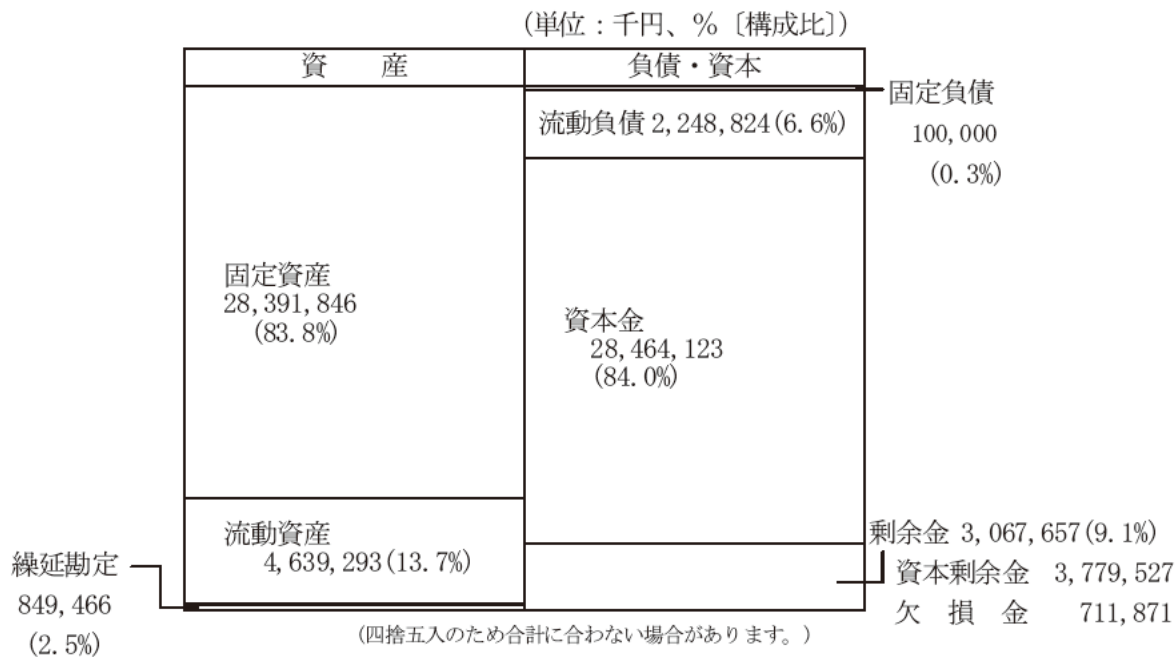 (単位：千円、％〔構成比〕)
資　　産
負債・資本
固定負債
100,000
(0.3%)
流動負債 2,248,824(6.6%)
固定資産
28,391,846
(83.8%)
資本金
28,464,123
(84.0%)
流動資産
4,639,293(13.7%)
繰延勘定
849,466
(2.5%)
剰余金 3,067,657(9.1%)
資本剰余金　3,779,527
欠　損　金　711,871
(四捨五入のため合計に合わない場合があります。)